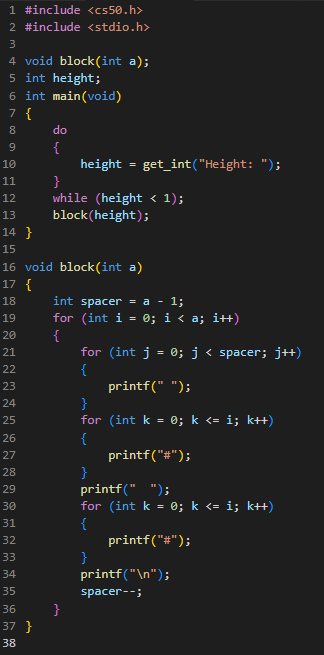 1 #include <cs50.h>
2 #include <stdio.h>
3
4 void block(int a);
5 int height;
6 int main(void)
7 {
8     do
9     {
10         height = get_int("Height: ");
11     }
12     while (height < 1);
13     block(height);
14 }
15
16 void block(int a)
17 {
18     int spacer = a - 1;
19     for (int i = 0; i < a; i++)
20     {
21         for (int j = 0; j < spacer; j++)
22         {
23             printf(" ");
24         }
25         for (int k = 0; k <= i; k++)
26         {
27             printf("#");
28         }
29         printf("  ");
30         for (int k = 0; k <= i; k++)
31         {
32             printf("#");
33         }
34         printf("\n");
35         spacer--;
36     }
37 }
38